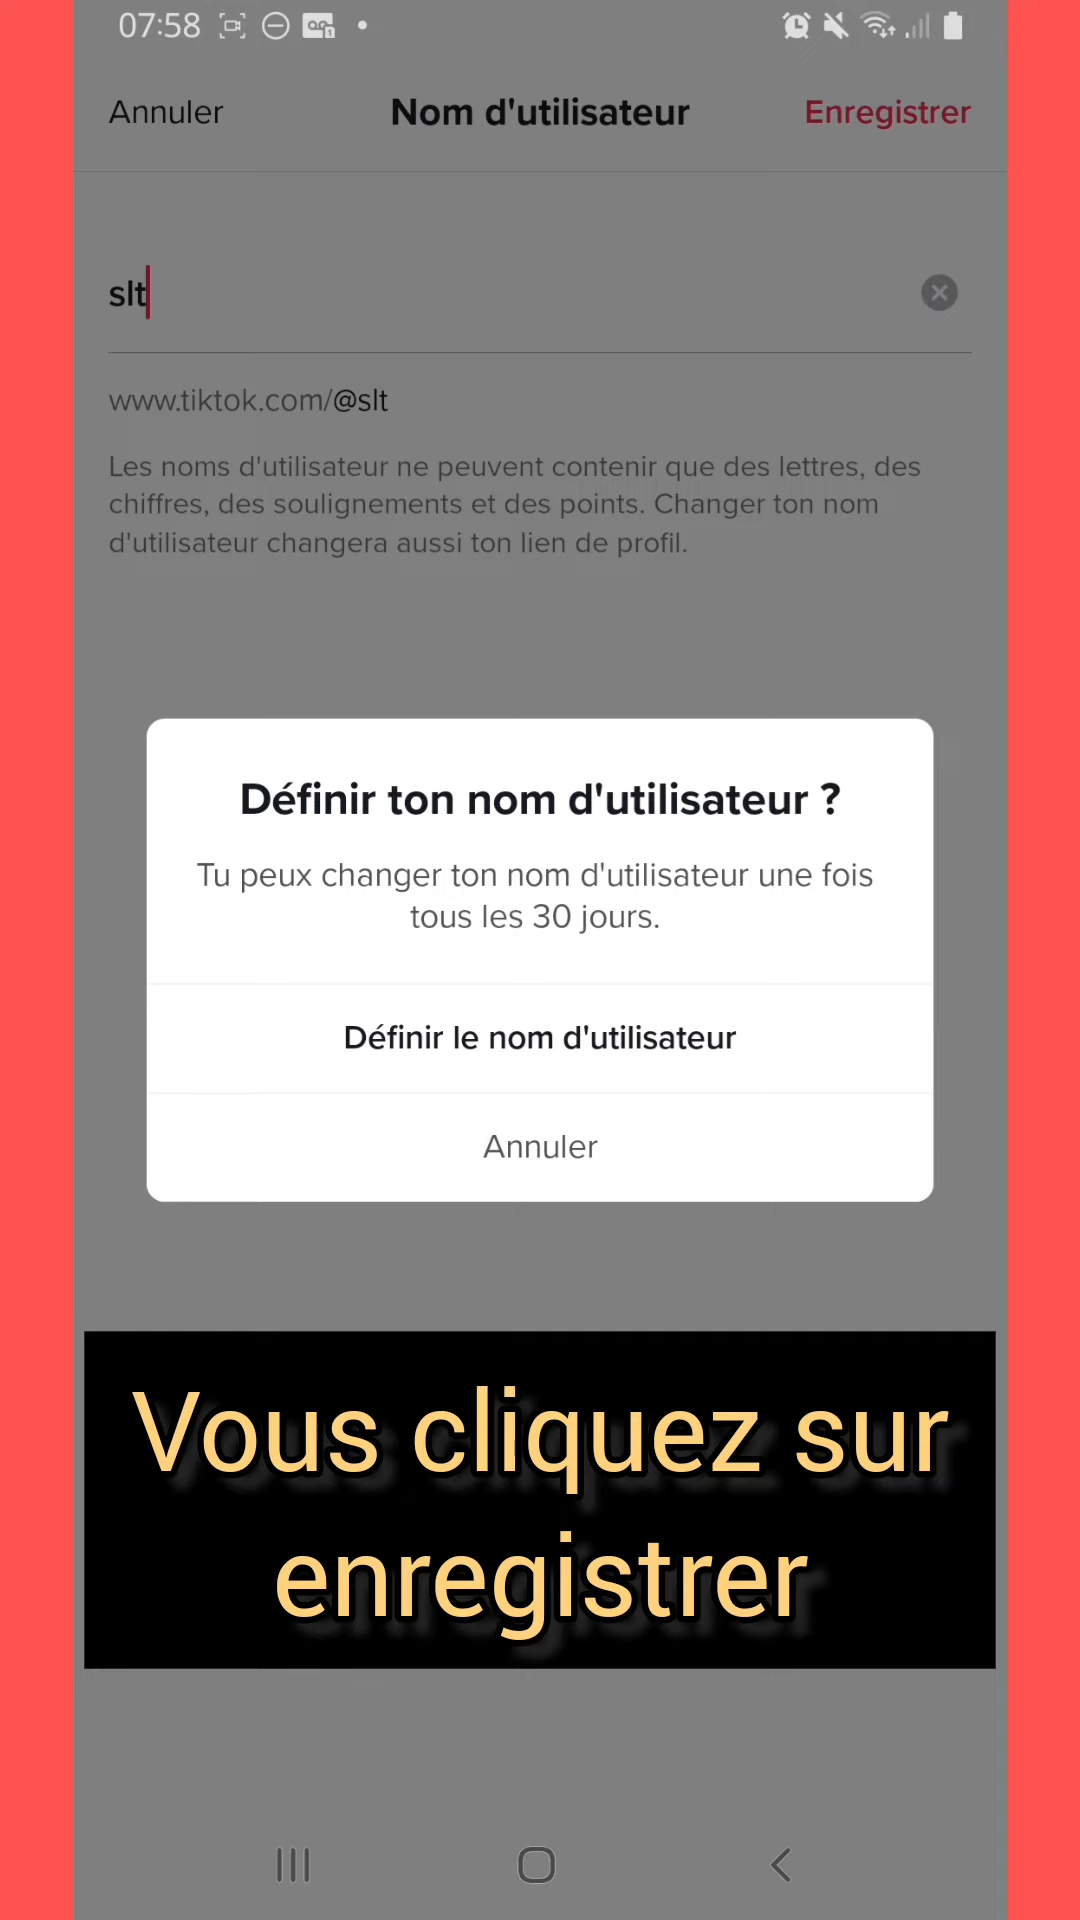 07:58
Annuler Nom d'utilisateur Enregistrer
slt
www.tiktok.com/@slt
Les noms d'utilisateur ne peuvent contenir que des lettres, des
chiffres, des soulignements et des points. Changer ton nom
d'utilisateur changera aussi ton lien de profil.
Définir ton nom d'utilisateur ?
Tu peux changer ton nom d'utilisateur une fois
tous les 30 jours.
Définir le nom d'utilisateur
Annuler
Vous cliquez sur
enregistrer